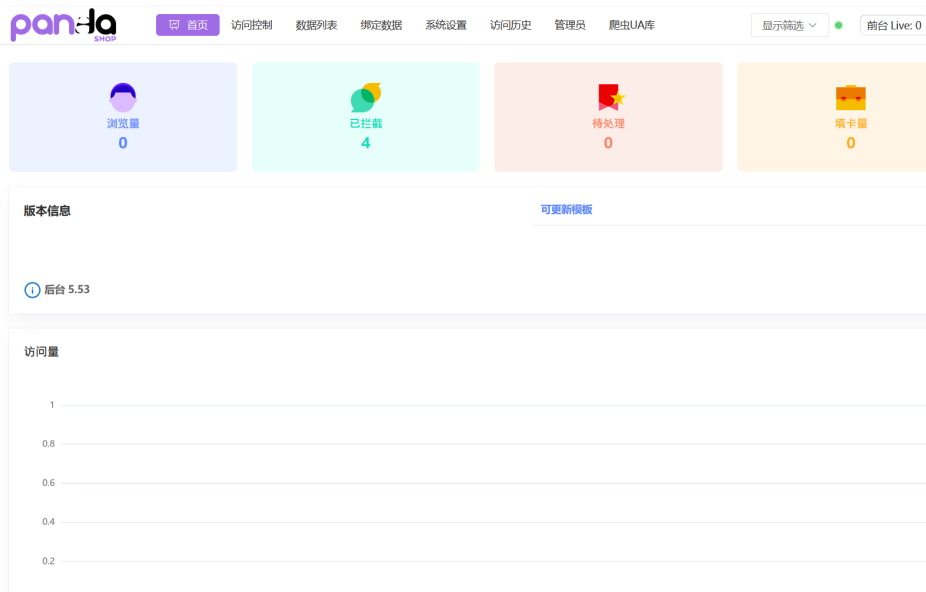 panda
SHOP
首页 访问控制 数据列表 绑定数据 系统设置 访问历史 管理员 爬虫UA库 显示筛选 前台 Live: 0
浏览量 已拦截 待处理 填卡量
0 4 0 0
版本信息 可更新模板
后台 5.53
访问量
1
0.8
0.6
0.4
0.2